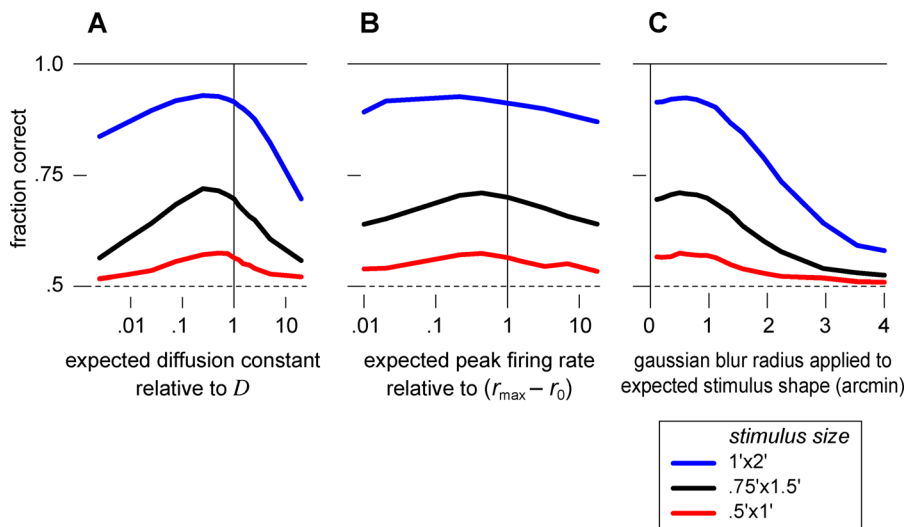 A B C
fraction correct
1.0
.75
.5
.01 .1 1 10
.01 .1 1 10
0 1 2 3 4
expected diffusion constant
relative to D
expected peak firing rate
relative to (rmax – r0)
gaussian blur radius applied to
expected stimulus shape (arcmin)
stimulus size
1'x2'
.75'x1.5'
.5'x1'